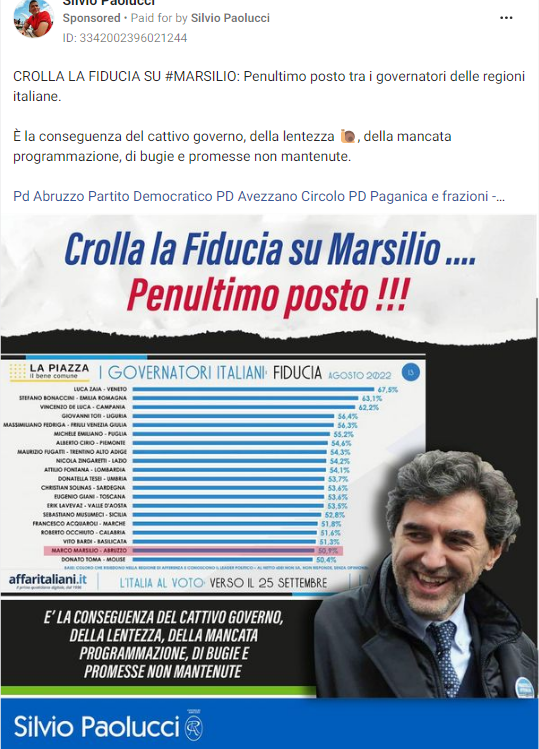 Silvio Paolucci
Sponsored • Paid for by Silvio Paolucci
ID: 3342002396021244
CROLLA LA FIDUCIA SU #MARSILIO: Penultimo posto tra i governatori delle regioni
italiane.
È la conseguenza del cattivo governo, della lentezza 🐌, della mancata
programmazione, di bugie e promesse non mantenute.
Pd Abruzzo Partito Democratico PD Avezzano Circolo PD Paganica e frazioni -...
Crolla la Fiducia su Marsilio ....
Penultimo posto !!!
LA PIAZZA
il bene comune
I GOVERNATORI ITALIANI: FIDUCIA AGOSTO 2022
13
LUCA ZAIA - VENETO 67,5%
STEFANO BONACCINI - EMILIA ROMAGNA 63,1%
VINCENZO DE LUCA - CAMPANIA 62,2%
GIOVANNI TOTI - LIGURIA 56,4%
MASSIMILIANO FEDRIGA - FRIULI VENEZIA GIULIA 56,3%
MICHELE EMILIANO - PUGLIA 55,2%
ALBERTO CIRIO - PIEMONTE 54,6%
MAURIZIO FUGATTI - TRENTINO ALTO ADIGE 54,3%
NICOLA ZINGARETTI - LAZIO 54,2%
ATTILIO FONTANA - LOMBARDIA 54,1%
DONATELLA TESEI - UMBRIA 53,7%
CHRISTIAN SOLINAS - SARDEGNA 53,6%
EUGENIO GIANI - TOSCANA 53,6%
ERIK LAVEVAZ - VALLE D'AOSTA 53,5%
SEBASTIANO MUSUMECI - SICILIA 52,8%
FRANCESCO ACQUAROLI - MARCHE 51,8%
ROBERTO OCCHIUTO - CALABRIA 51,6%
VITO BARDI - BASILICATA 51,3%
MARCO MARSILIO - ABRUZZO 50,9%
DONATO TOMA - MOLISE 50,4%
affaritaliani.it
Il primo quotidiano digitale, dal 1996
L'ITALIA AL VOTO: VERSO IL 25 SETTEMBRE
E' LA CONSEGUENZA DEL CATTIVO GOVERNO,
DELLA LENTEZZA, DELLA MANCATA
PROGRAMMAZIONE, DI BUGIE E
PROMESSE NON MANTENUTE
Silvio Paolucci